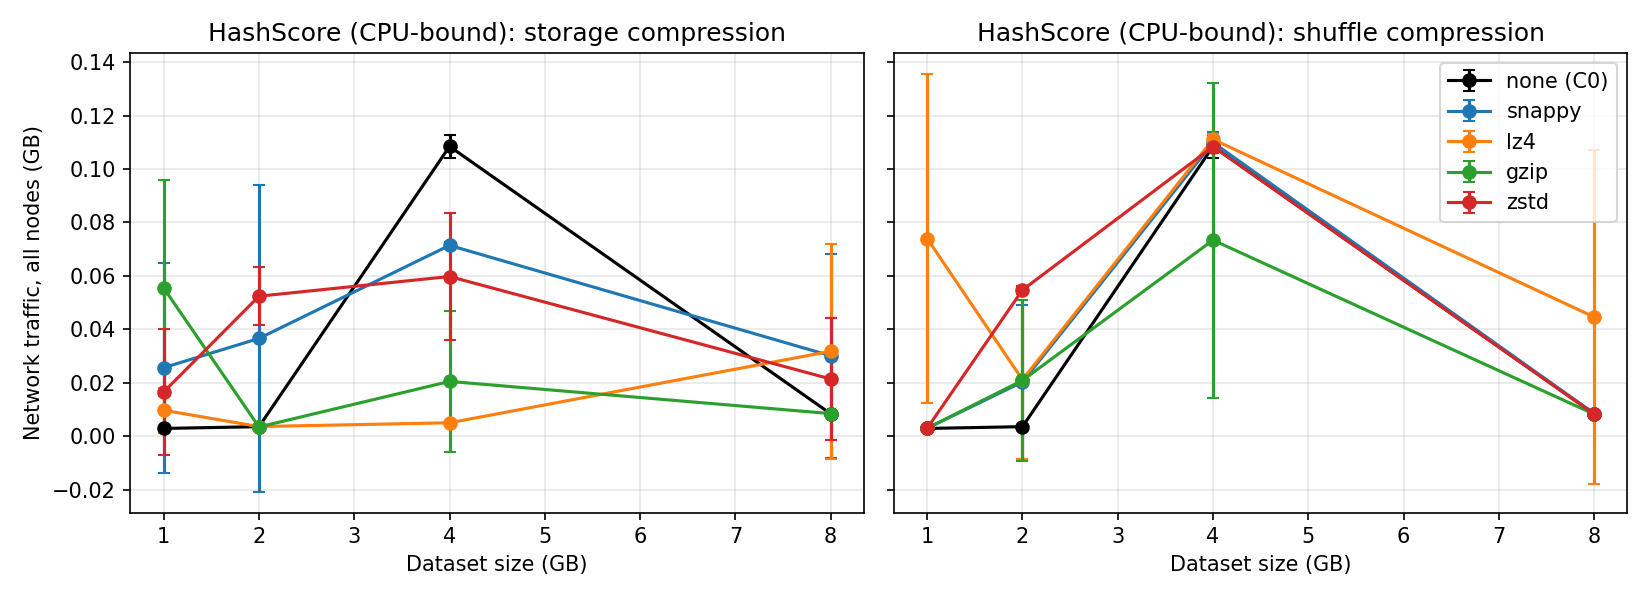 HashScore (CPU-bound): storage compression
HashScore (CPU-bound): shuffle compression
Network traffic, all nodes (GB)
0.14
0.12
0.10
0.08
0.06
0.04
0.02
0.00
−0.02
none (C0)
snappy
lz4
gzip
zstd
1 2 3 4 5 6 7 8
1 2 3 4 5 6 7 8
Dataset size (GB)
Dataset size (GB)